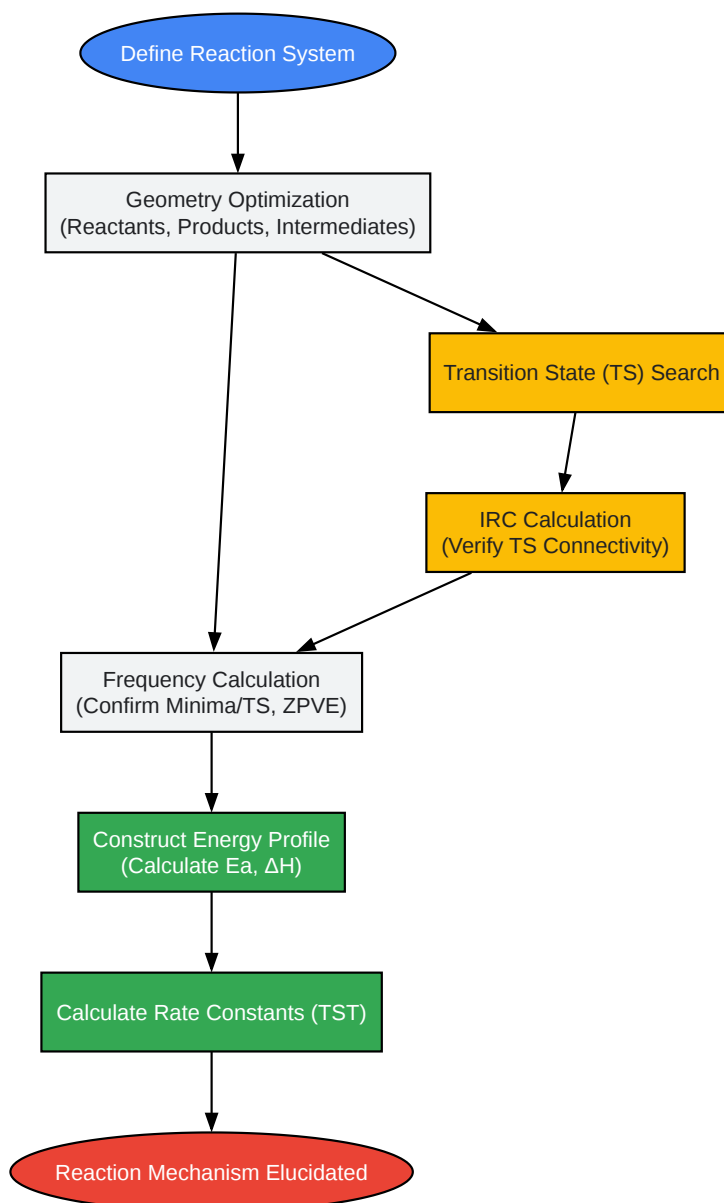 Define Reaction System
Geometry Optimization
(Reactants, Products, Intermediates)
Transition State (TS) Search
IRC Calculation
(Verify TS Connectivity)
Frequency Calculation
(Confirm Minima/TS, ZPVE)
Construct Energy Profile
(Calculate Ea, ΔH)
Calculate Rate Constants (TST)
Reaction Mechanism Elucidated